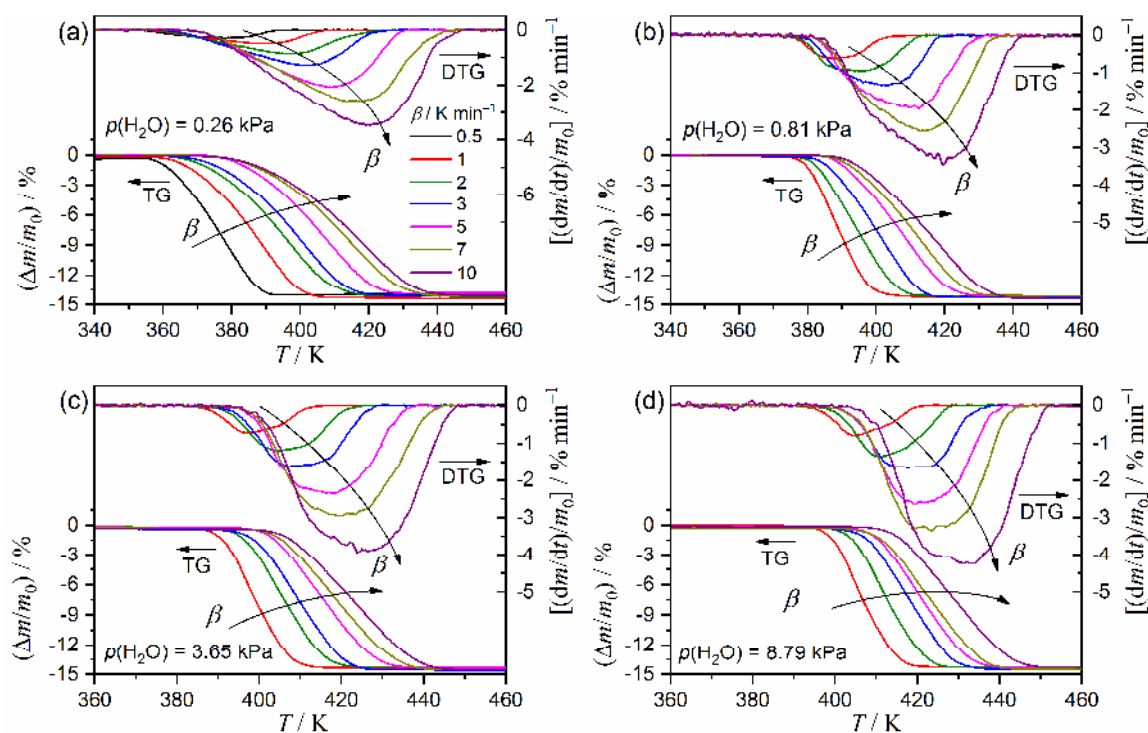 (a)
DTG
p(H₂O) = 0.26 kPa
β / K min⁻¹
0.5
1
2
3
5
7
10
β
TG
β
(Δm/m₀) / %
0
-3
-6
-9
-12
-15
340 360 380 400 420 440 460
T / K
0
-2
-4
-6
[(dm/dt)/m₀] / % min⁻¹
(b)
DTG
p(H₂O) = 0.81 kPa
β
TG
β
(Δm/m₀) / %
0
-3
-6
-9
-12
-15
340 360 380 400 420 440 460
T / K
0
-1
-2
-3
-4
-5
[(dm/dt)/m₀] / % min⁻¹
(c)
DTG
TG
β
β
p(H₂O) = 3.65 kPa
(Δm/m₀) / %
0
-3
-6
-9
-12
-15
360 380 400 420 440 460
T / K
0
-1
-2
-3
-4
-5
[(dm/dt)/m₀] / % min⁻¹
(d)
DTG
TG
β
β
p(H₂O) = 8.79 kPa
(Δm/m₀) / %
0
-3
-6
-9
-12
-15
360 380 400 420 440 460
T / K
0
-1
-2
-3
-4
-5
[(dm/dt)/m₀] / % min⁻¹